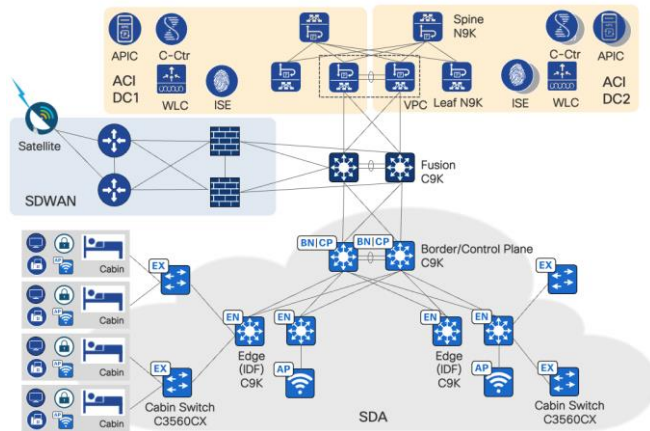 APIC
C-Ctr
ACI
DC1
WLC
ISE
Spine
N9K
VPC
Leaf N9K
C-Ctr
APIC
ISE
WLC
ACI
DC2
Satellite
SDWAN
Fusion
C9K
BN|CP
BN|CP
Border/Control Plane
C9K
AP
Cabin
EX
AP
Cabin
AP
Cabin
EX
AP
Cabin
Cabin Switch
C3560CX
EN
EN
Edge
(IDF)
C9K
AP
SDA
EN
EN
Edge
(IDF)
C9K
AP
EX
EX
Cabin Switch
C3560CX